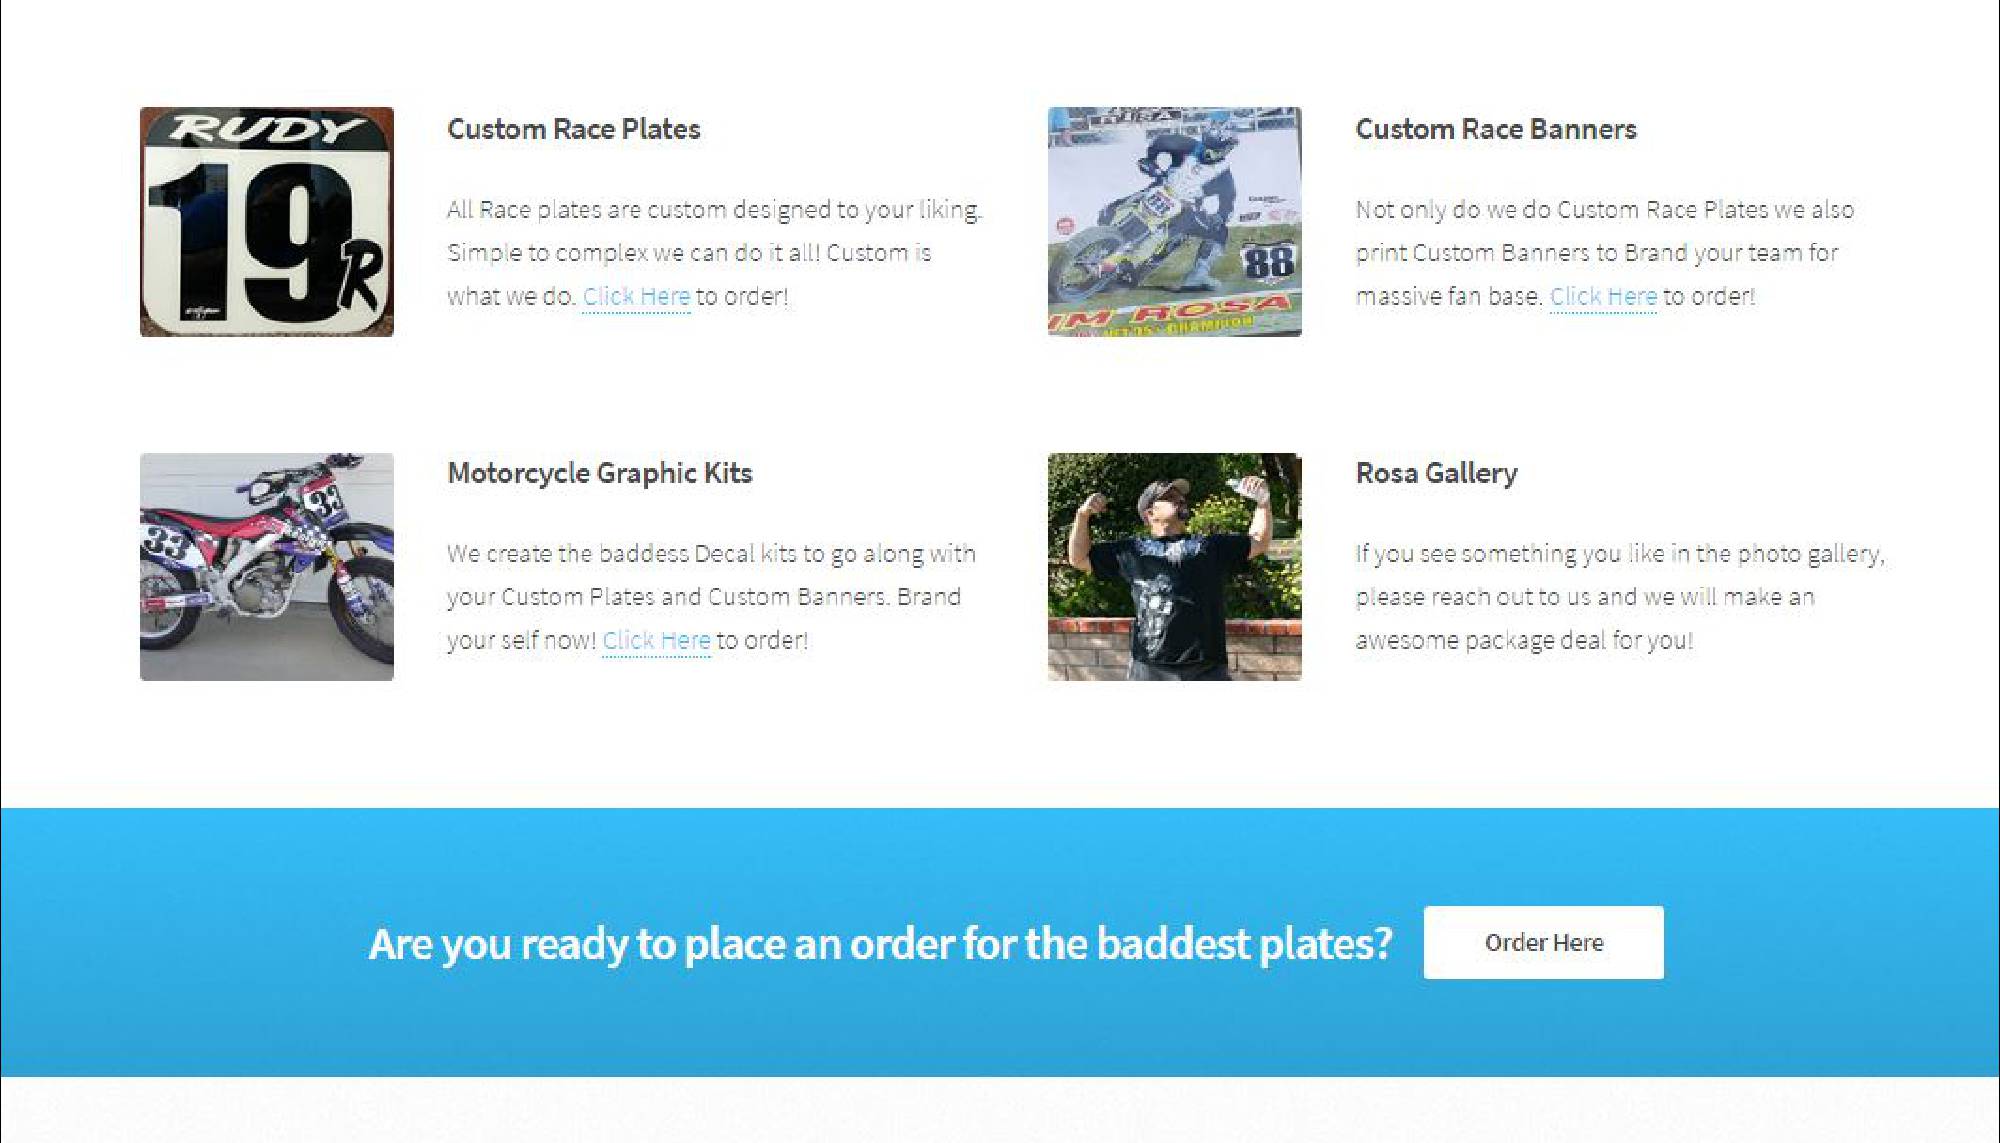 RUDY
19R
Custom Race Plates
All Race plates are custom designed to your liking.
Simple to complex we can do it all! Custom is
what we do. Click Here to order!
88
IM ROSA
Custom Race Banners
Not only do we do Custom Race Plates we also
print Custom Banners to Brand your team for
massive fan base. Click Here to order!
33
33
Motorcycle Graphic Kits
We create the baddess Decal kits to go along with
your Custom Plates and Custom Banners. Brand
your self now! Click Here to order!
Rosa Gallery
If you see something you like in the photo gallery,
please reach out to us and we will make an
awesome package deal for you!
Are you ready to place an order for the baddest plates?
Order Here